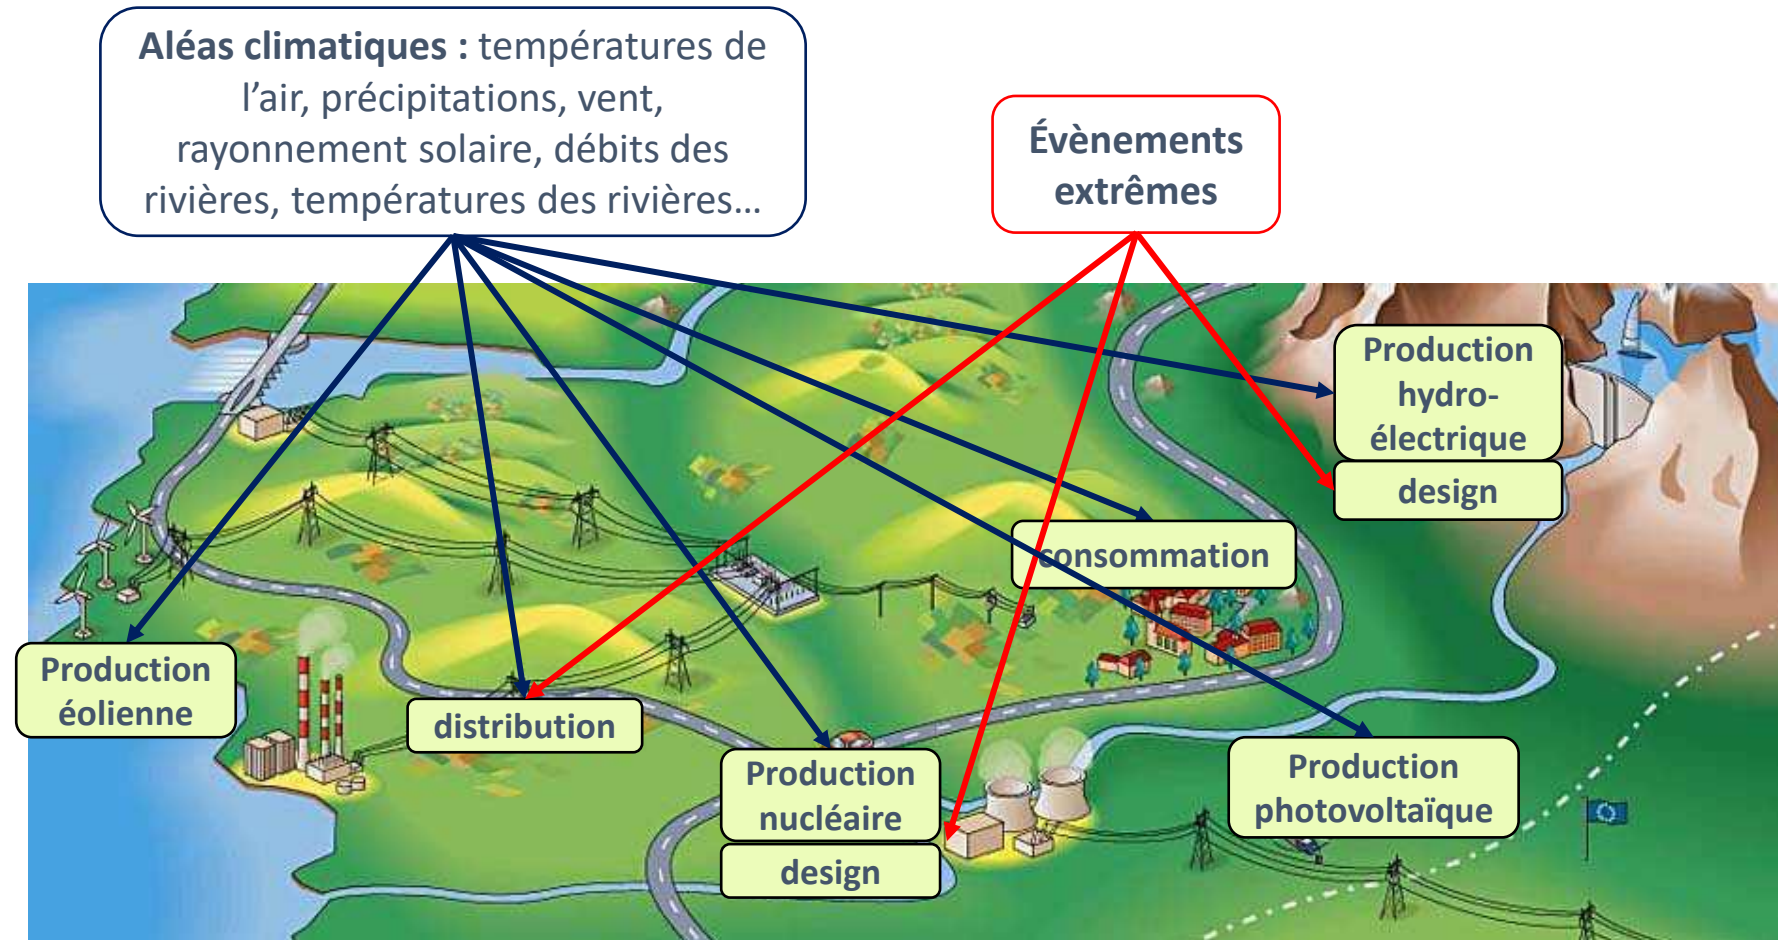 Aléas climatiques : températures de
l’air, précipitations, vent,
rayonnement solaire, débits des
rivières, températures des rivières…
Évènements
extrêmes
Production
hydro-
électrique
design
consommation
Production
éolienne
distribution
Production
nucléaire
design
Production
photovoltaïque